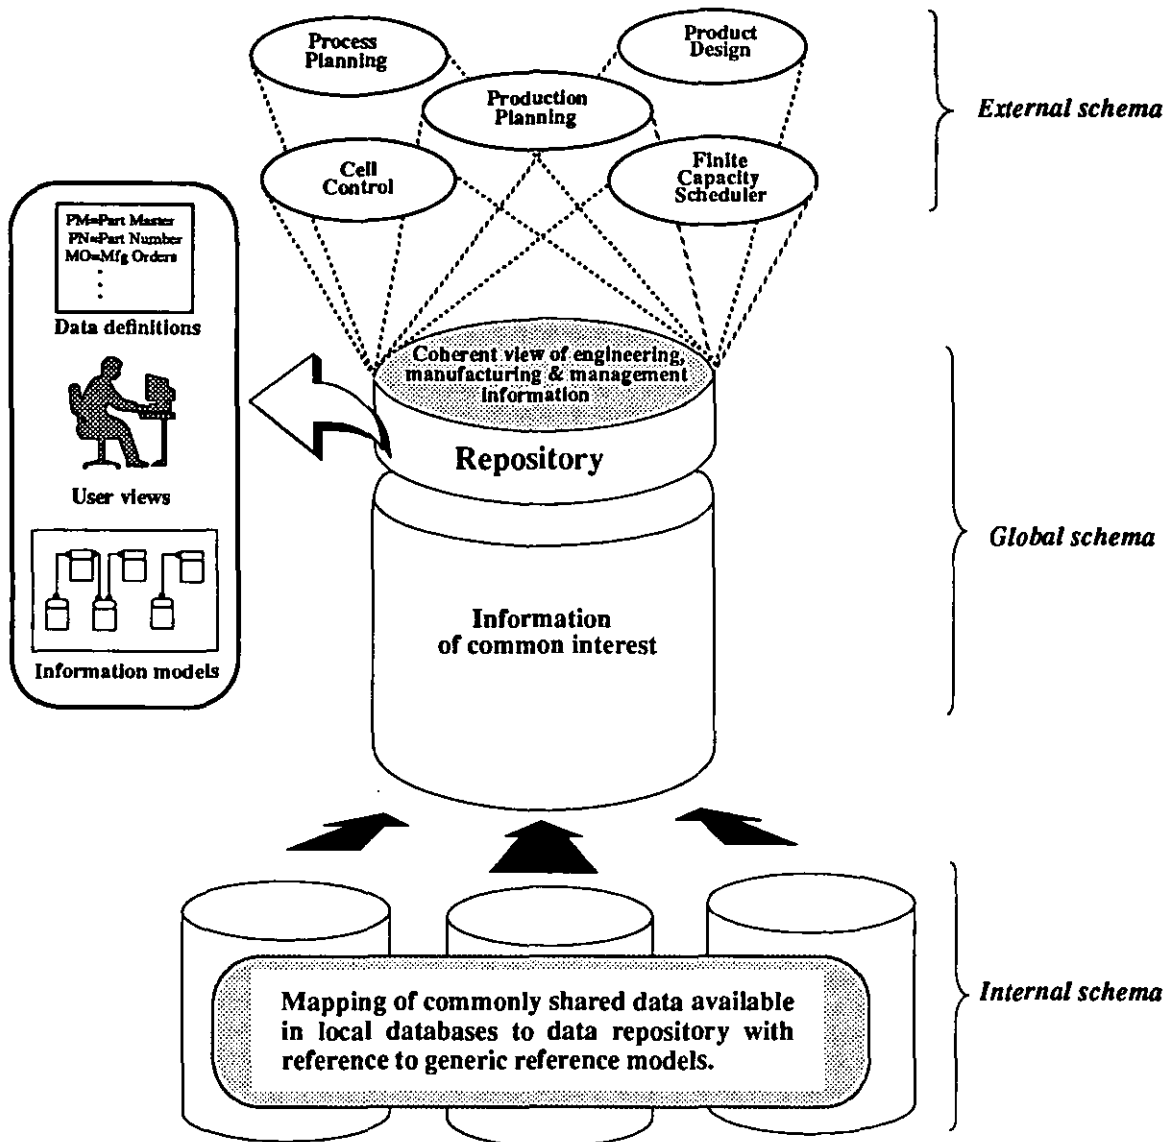 Process
Planning
Product
Design
Production
Planning
External schema
Cell
Control
Finite
Capacity
Scheduler
PM=Part Master
PN=Part Number
MO=Mfg Orders
Data definitions
User views
Information models
Coherent view of engineering,
manufacturing & management
information
Repository
Global schema
Information
of common interest
Mapping of commonly shared data available
in local databases to data repository with
reference to generic reference models.
Internal schema